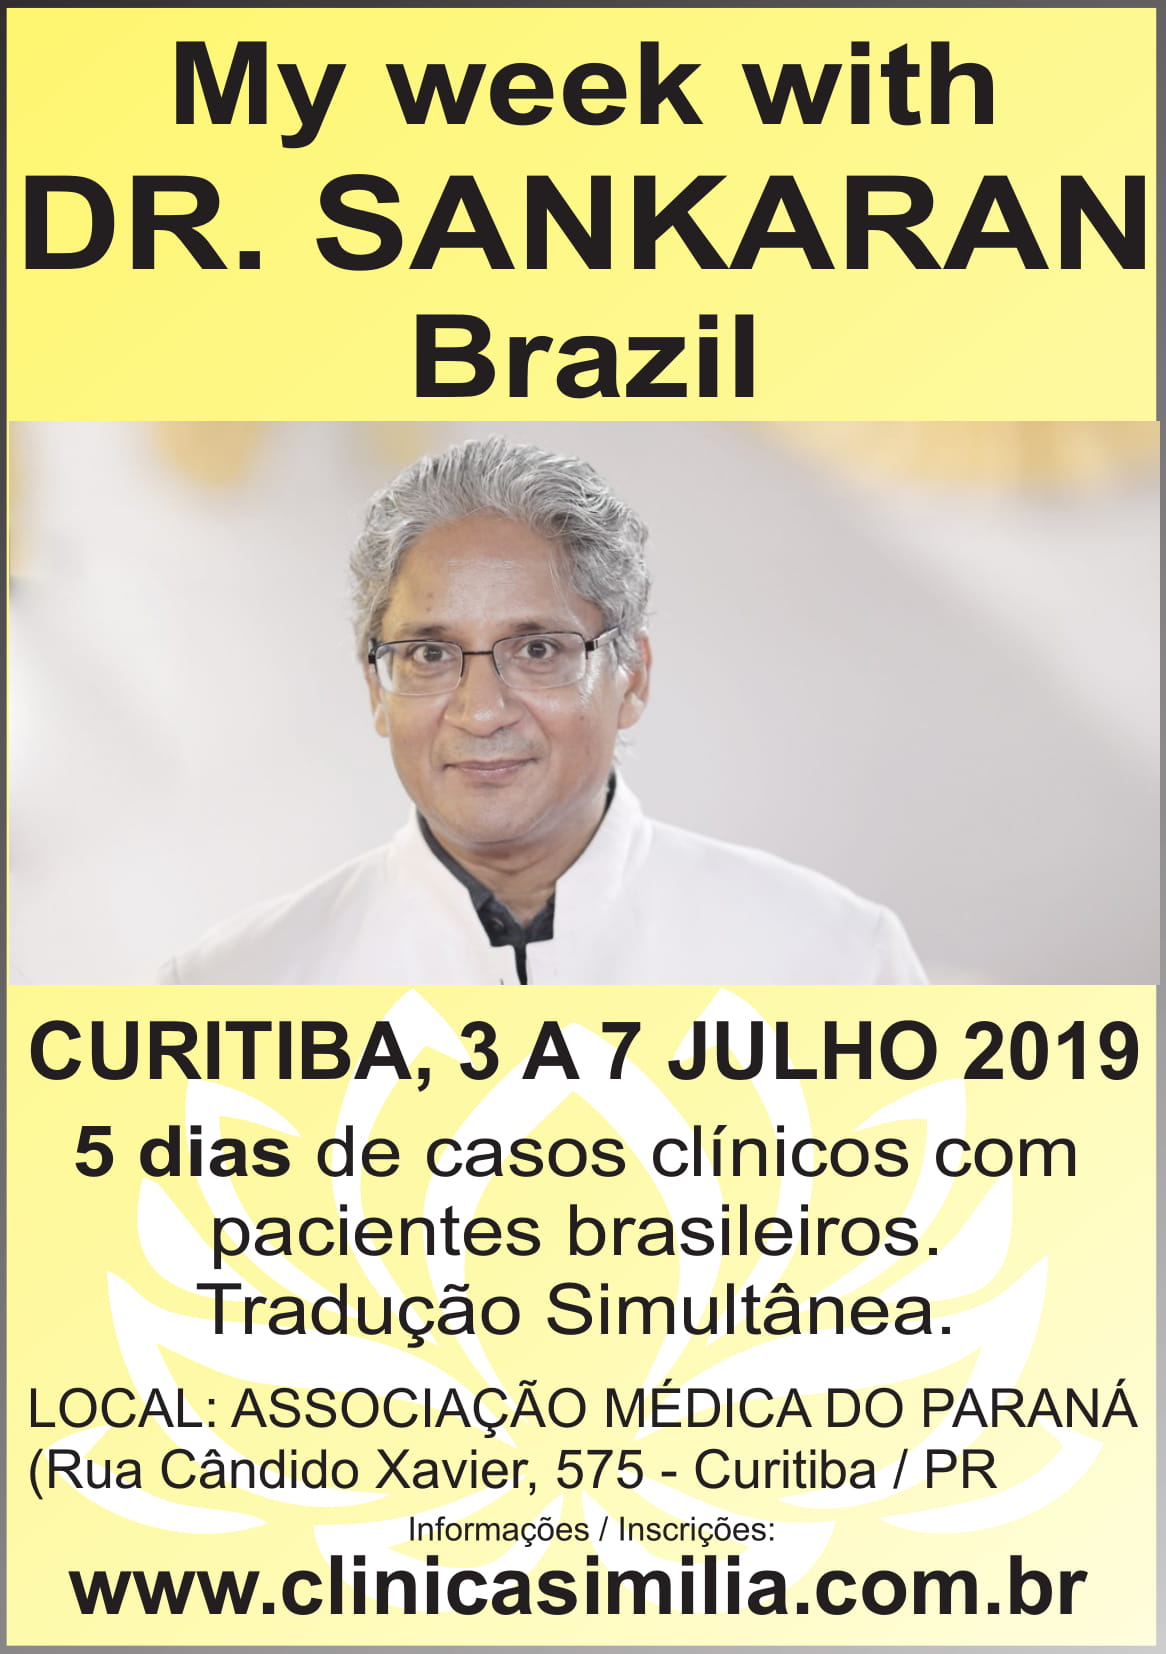 My week with
DR. SANKARAN
Brazil
CURITIBA, 3 A 7 JULHO 2019
5 dias de casos clínicos com
pacientes brasileiros.
Tradução Simultânea.
LOCAL: ASSOCIAÇÃO MÉDICA DO PARANÁ
(Rua Cândido Xavier, 575 - Curitiba / PR
Informações / Inscrições:
www.clinicasimilia.com.br